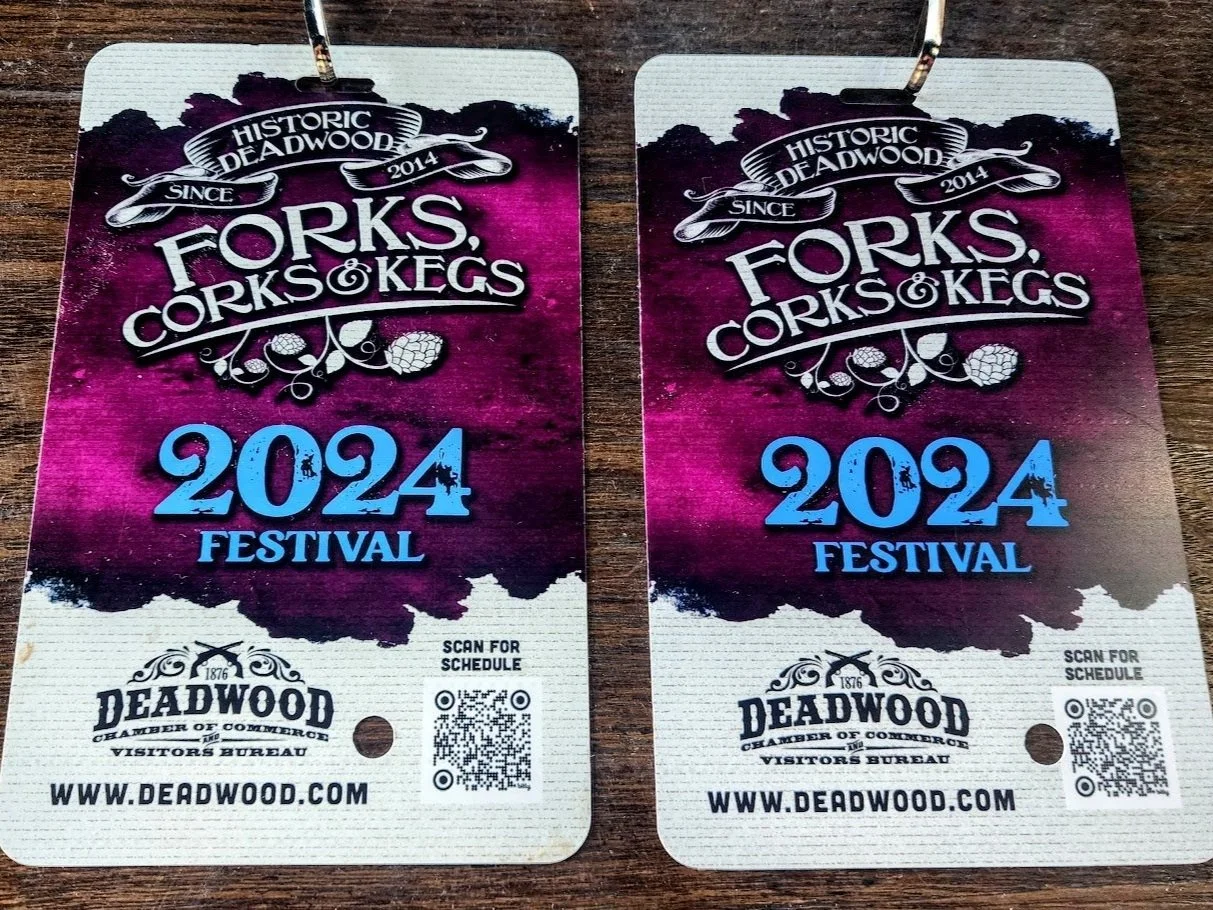 HISTORIC
DEADWOOD
SINCE 2014
FORKS,
CORKS & KEGS
2024
FESTIVAL
SCAN FOR
SCHEDULE
1876
DEADWOOD
CHAMBER OF COMMERCE
AND
VISITORS BUREAU
WWW.DEADWOOD.COM
HISTORIC
DEADWOOD
SINCE 2014
FORKS,
CORKS & KEGS
2024
FESTIVAL
SCAN FOR
SCHEDULE
1876
DEADWOOD
CHAMBER OF COMMERCE
AND
VISITORS BUREAU
WWW.DEADWOOD.COM